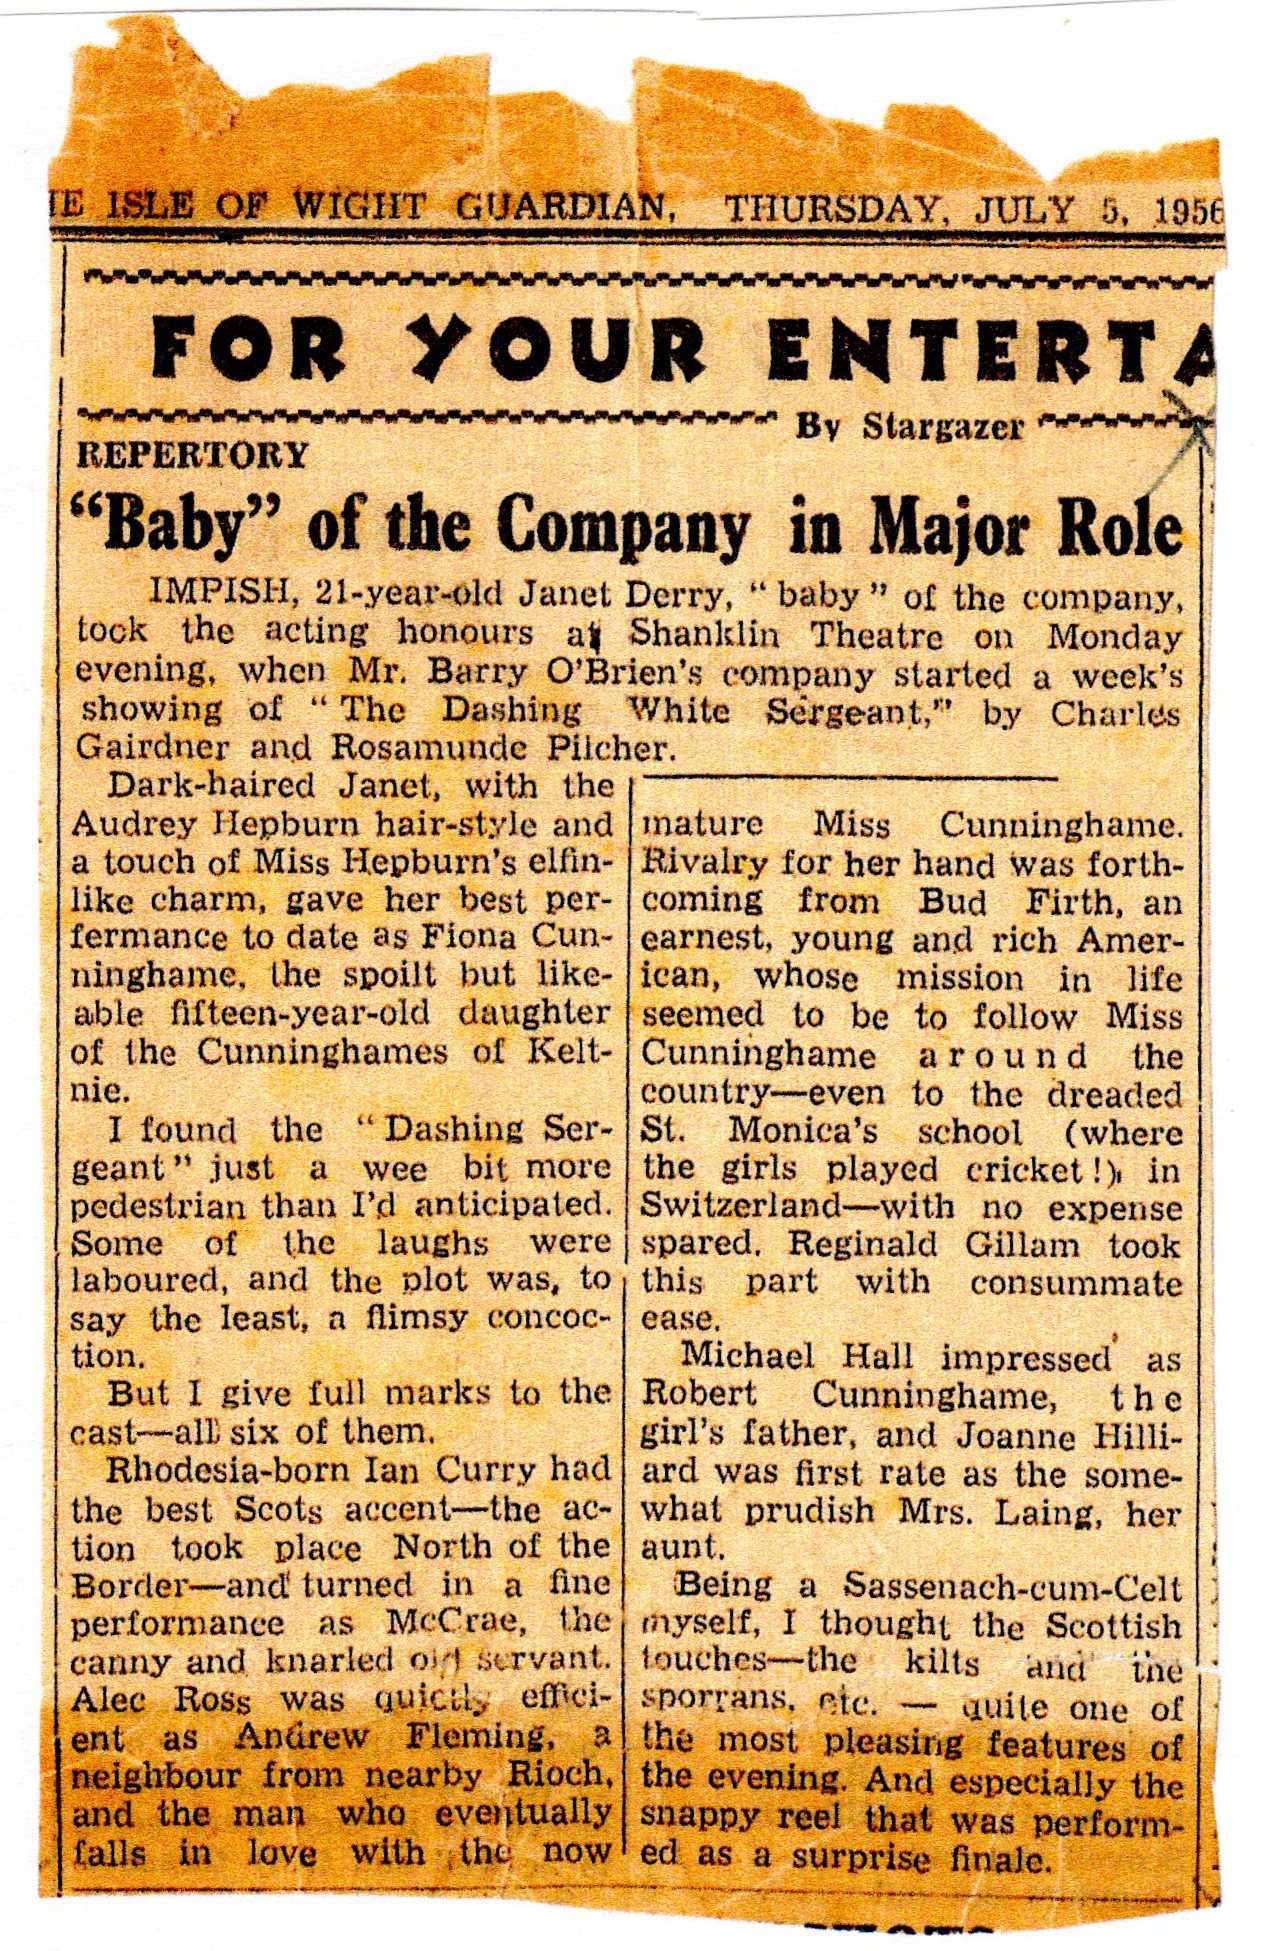 IE ISLE OF WIGHT GUARDIAN, THURSDAY, JULY 5, 1956
FOR YOUR ENTERTA
By Stargazer
REPERTORY
“Baby” of the Company in Major Role
IMPISH, 21-year-old Janet Derry, “baby” of the company,
took the acting honours at Shanklin Theatre on Monday
evening, when Mr. Barry O'Brien's company started a week's
showing of “The Dashing White Sergeant,” by Charles
Gairdner and Rosamunde Pilcher.
Dark-haired Janet, with the
Audrey Hepburn hair-style and
a touch of Miss Hepburn's elfin-
like charm, gave her best per-
fermance to date as Fiona Cun-
ninghame, the spoilt but like-
able fifteen-year-old daughter
of the Cunninghames of Kelt-
nie.
I found the “Dashing Ser-
geant” just a wee bit more
pedestrian than I'd anticipated.
Some of the laughs were
laboured, and the plot was, to
say the least, a flimsy concoc-
tion.
But I give full marks to the
cast—all six of them.
Rhodesia-born Ian Curry had
the best Scots accent—the ac-
tion took place North of the
Border—and turned in a fine
performance as McCrae, the
canny and knarled old servant.
Alec Ross was quietly effici-
ent as Andrew Fleming, a
neighbour from nearby Rioch,
and the man who eventually
falls in love with the now
mature Miss Cunninghame.
Rivalry for her hand was forth-
coming from Bud Firth, an
earnest, young and rich Amer-
ican, whose mission in life
seemed to be to follow Miss
Cunninghame around the
country—even to the dreaded
St. Monica's school (where
the girls played cricket!), in
Switzerland—with no expense
spared. Reginald Gillam took
this part with consummate
ease.
Michael Hall impressed as
Robert Cunninghame, the
girl's father, and Joanne Hilli-
ard was first rate as the some-
what prudish Mrs. Laing, her
aunt.
Being a Sassenach-cum-Celt
myself, I thought the Scottish
touches—the kilts and the
sporrans, etc. — quite one of
the most pleasing features of
the evening. And especially the
snappy reel that was perform-
ed as a surprise finale.